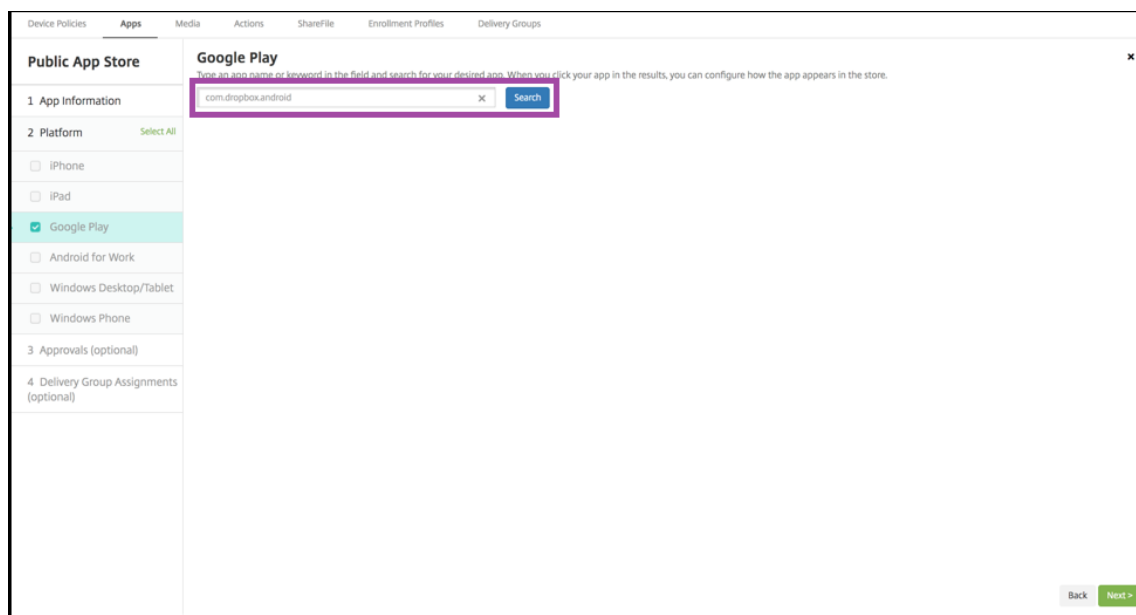 Device Policies Apps Media Actions ShareFile Enrollment Profiles Delivery Groups
Public App Store
1 App Information
2 Platform Select All
iPhone
iPad
Google Play
Android for Work
Windows Desktop/Tablet
Windows Phone
3 Approvals (optional)
4 Delivery Group Assignments
(optional)
Google Play
Type an app name or keyword in the field and search for your desired app. When you click your app in the results, you can configure how the app appears in the store.
com.dropbox.android Search
Back Next >